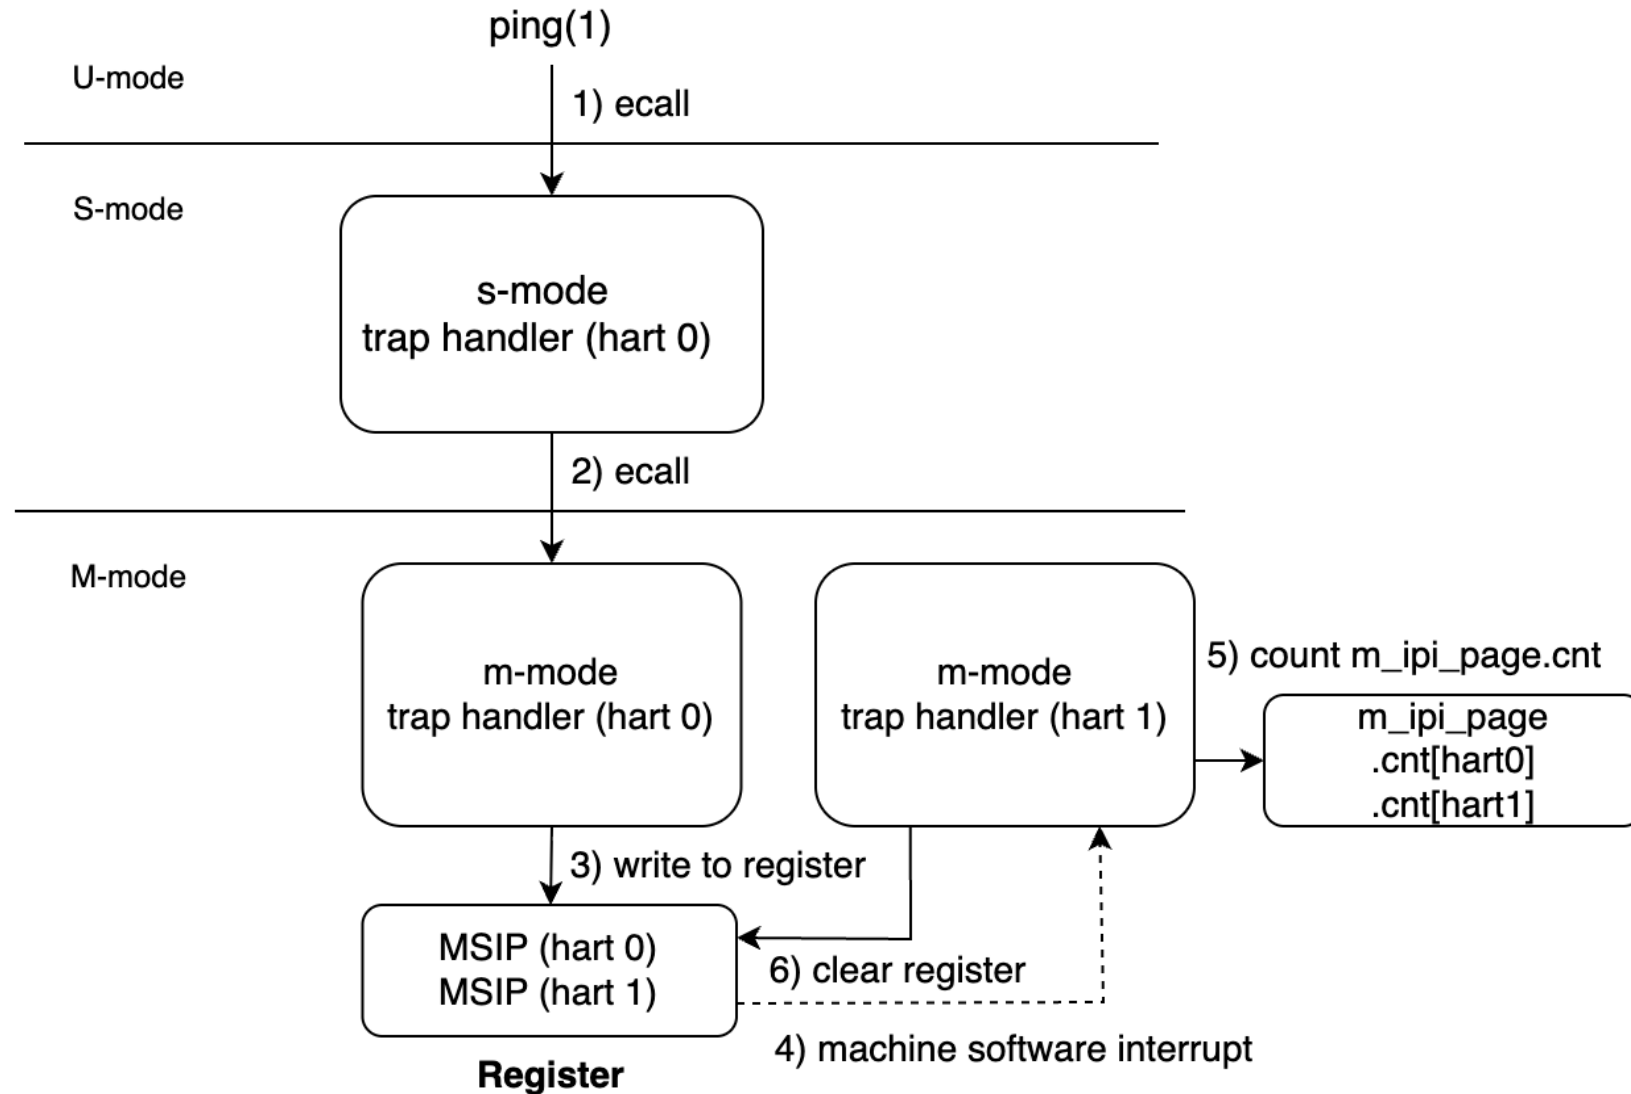 ping(1)
U-mode
1) ecall
S-mode
s-mode
trap handler (hart 0)
2) ecall
M-mode
m-mode
trap handler (hart 0)
m-mode
trap handler (hart 1)
5) count m_ipi_page.cnt
m_ipi_page
.cnt[hart0]
.cnt[hart1]
3) write to register
MSIP (hart 0)
MSIP (hart 1)
6) clear register
4) machine software interrupt
Register